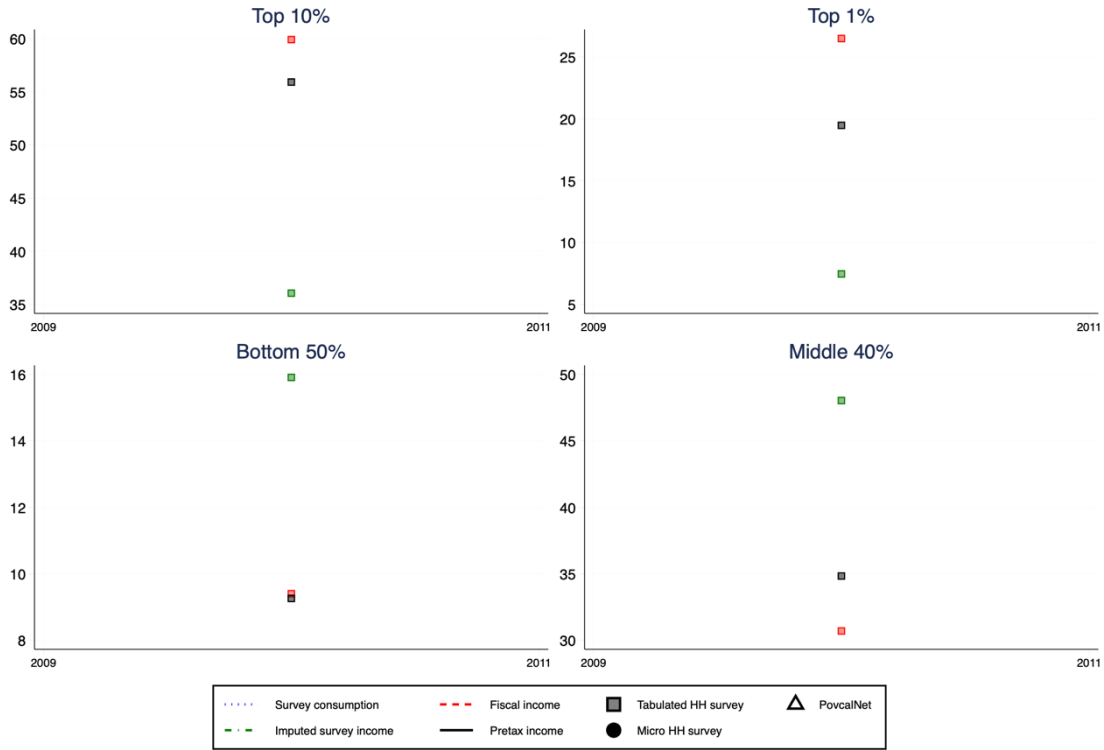 Top 10%
60
55
50
45
40
35
2009
2011
Top 1%
25
20
15
10
5
2009
2011
Bottom 50%
16
14
12
10
8
2009
2011
Middle 40%
50
45
40
35
30
2009
2011
Survey consumption
Fiscal income
Tabulated HH survey
PovcalNet
Imputed survey income
Pretax income
Micro HH survey